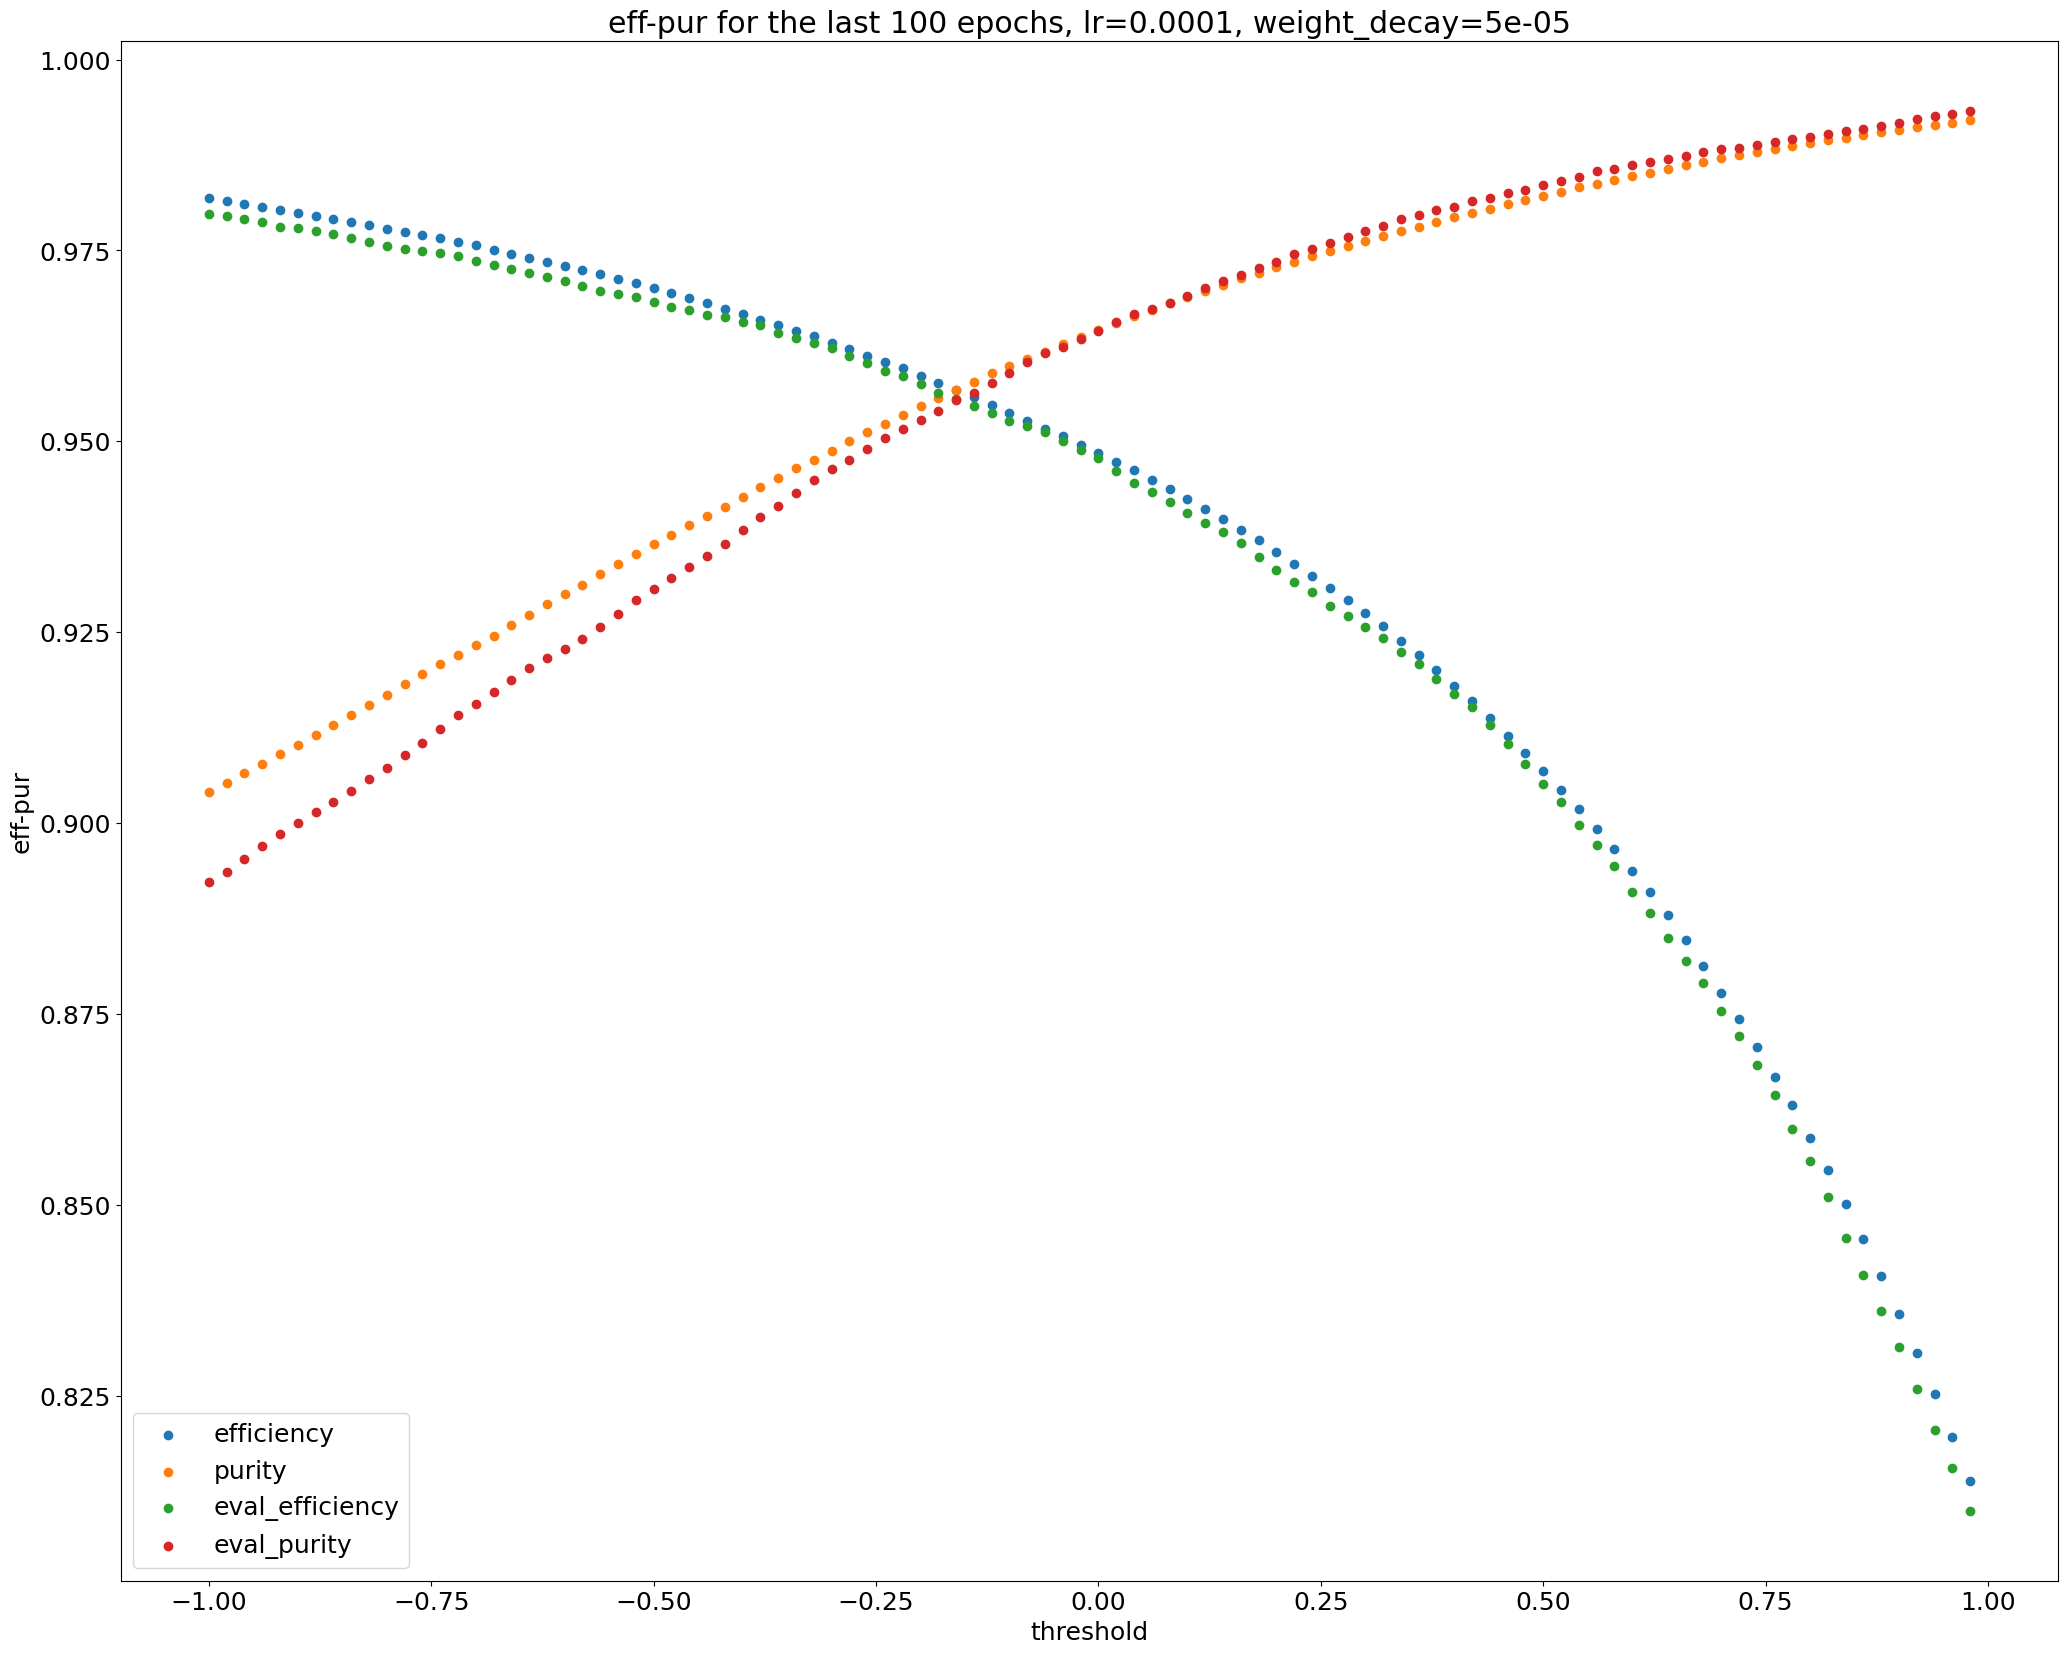 eff-pur for the last 100 epochs, lr=0.0001, weight_decay=5e-05
1.000
0.975
0.950
0.925
0.900
0.875
0.850
0.825
eff-pur
efficiency
purity
eval_efficiency
eval_purity
−1.00 −0.75 −0.50 −0.25 0.00 0.25 0.50 0.75 1.00
threshold